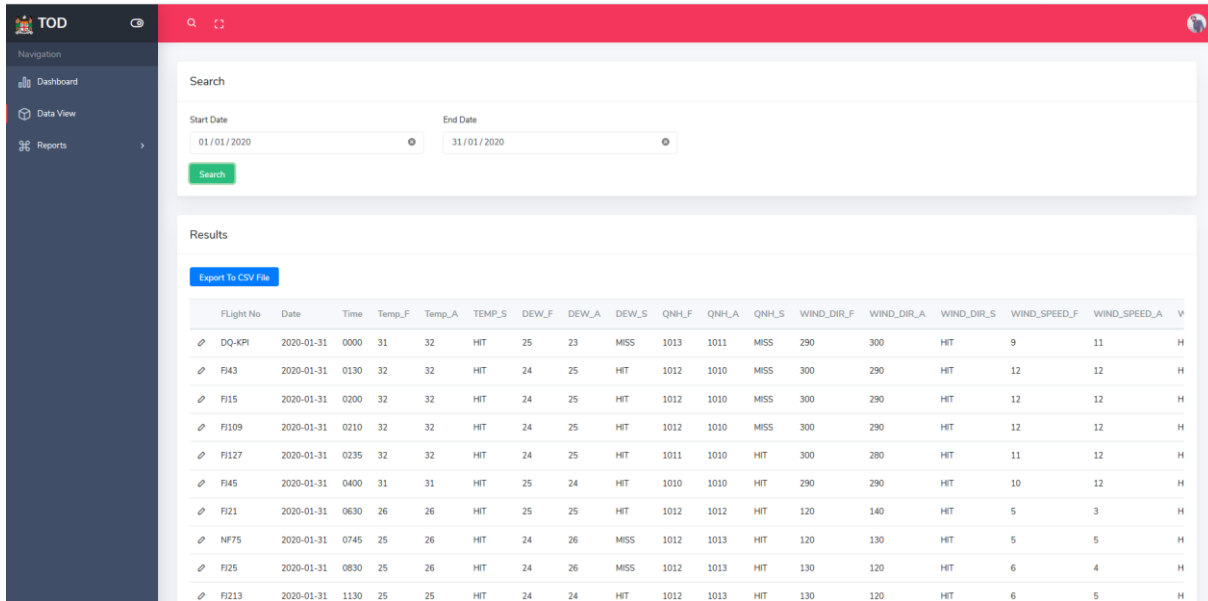 TOD
Navigation
Dashboard
Data View
Reports
Search
Start Date End Date
01/01/2020 31/01/2020
Search
Results
Export To CSV File
FLight No Date Time Temp_F Temp_A TEMP_S DEW_F DEW_A DEW_S QNH_F QNH_A QNH_S WIND_DIR_F WIND_DIR_A WIND_DIR_S WIND_SPEED_F WIND_SPEED_A
DQ-KPI 2020-01-31 0000 31 32 HIT 25 23 MISS 1013 1011 MISS 290 300 HIT 9 11 H
FJ43 2020-01-31 0130 32 32 HIT 24 25 HIT 1012 1010 MISS 300 290 HIT 12 12 H
FJ15 2020-01-31 0200 32 32 HIT 24 25 HIT 1012 1010 MISS 300 290 HIT 12 12 H
FJ109 2020-01-31 0210 32 32 HIT 24 25 HIT 1012 1010 MISS 300 290 HIT 12 12 H
FJ127 2020-01-31 0235 32 32 HIT 24 25 HIT 1011 1010 HIT 300 280 HIT 11 12 H
FJ45 2020-01-31 0400 31 31 HIT 25 24 HIT 1010 1010 HIT 290 290 HIT 10 12 H
FJ21 2020-01-31 0630 26 26 HIT 25 25 HIT 1012 1012 HIT 120 140 HIT 5 3 H
NF75 2020-01-31 0745 25 26 HIT 24 26 MISS 1012 1013 HIT 120 130 HIT 5 5 H
FJ25 2020-01-31 0830 25 26 HIT 24 26 MISS 1012 1013 HIT 130 120 HIT 6 4 H
FJ213 2020-01-31 1130 25 25 HIT 24 24 HIT 1012 1013 HIT 130 120 HIT 6 5 H